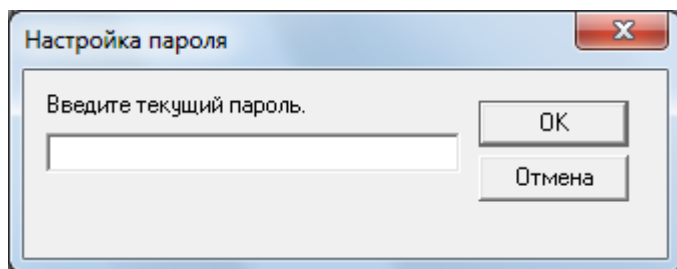 Настройка пароля
Введите текущий пароль.
OK
Отмена